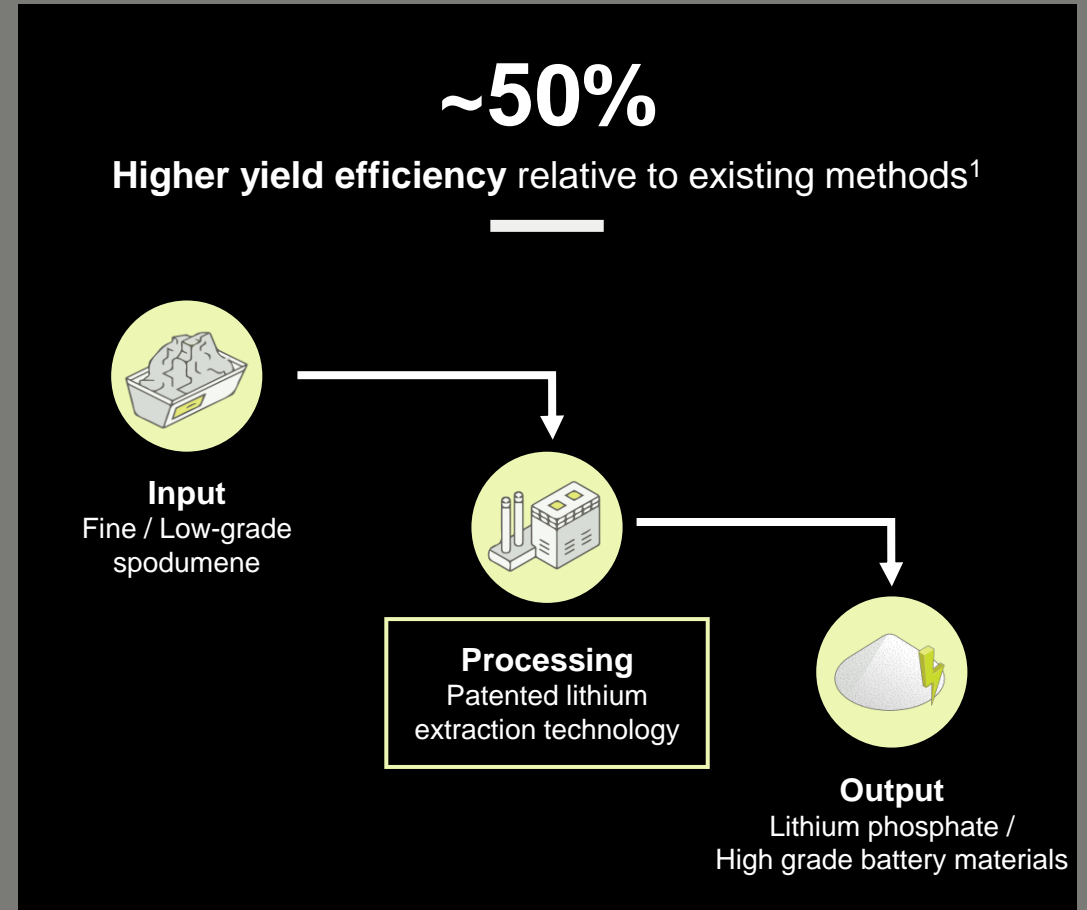 ~50%
Higher yield efficiency relative to existing methods¹
Input
Fine / Low-grade
spodumene
Processing
Patented lithium
extraction technology
Output
Lithium phosphate /
High grade battery materials